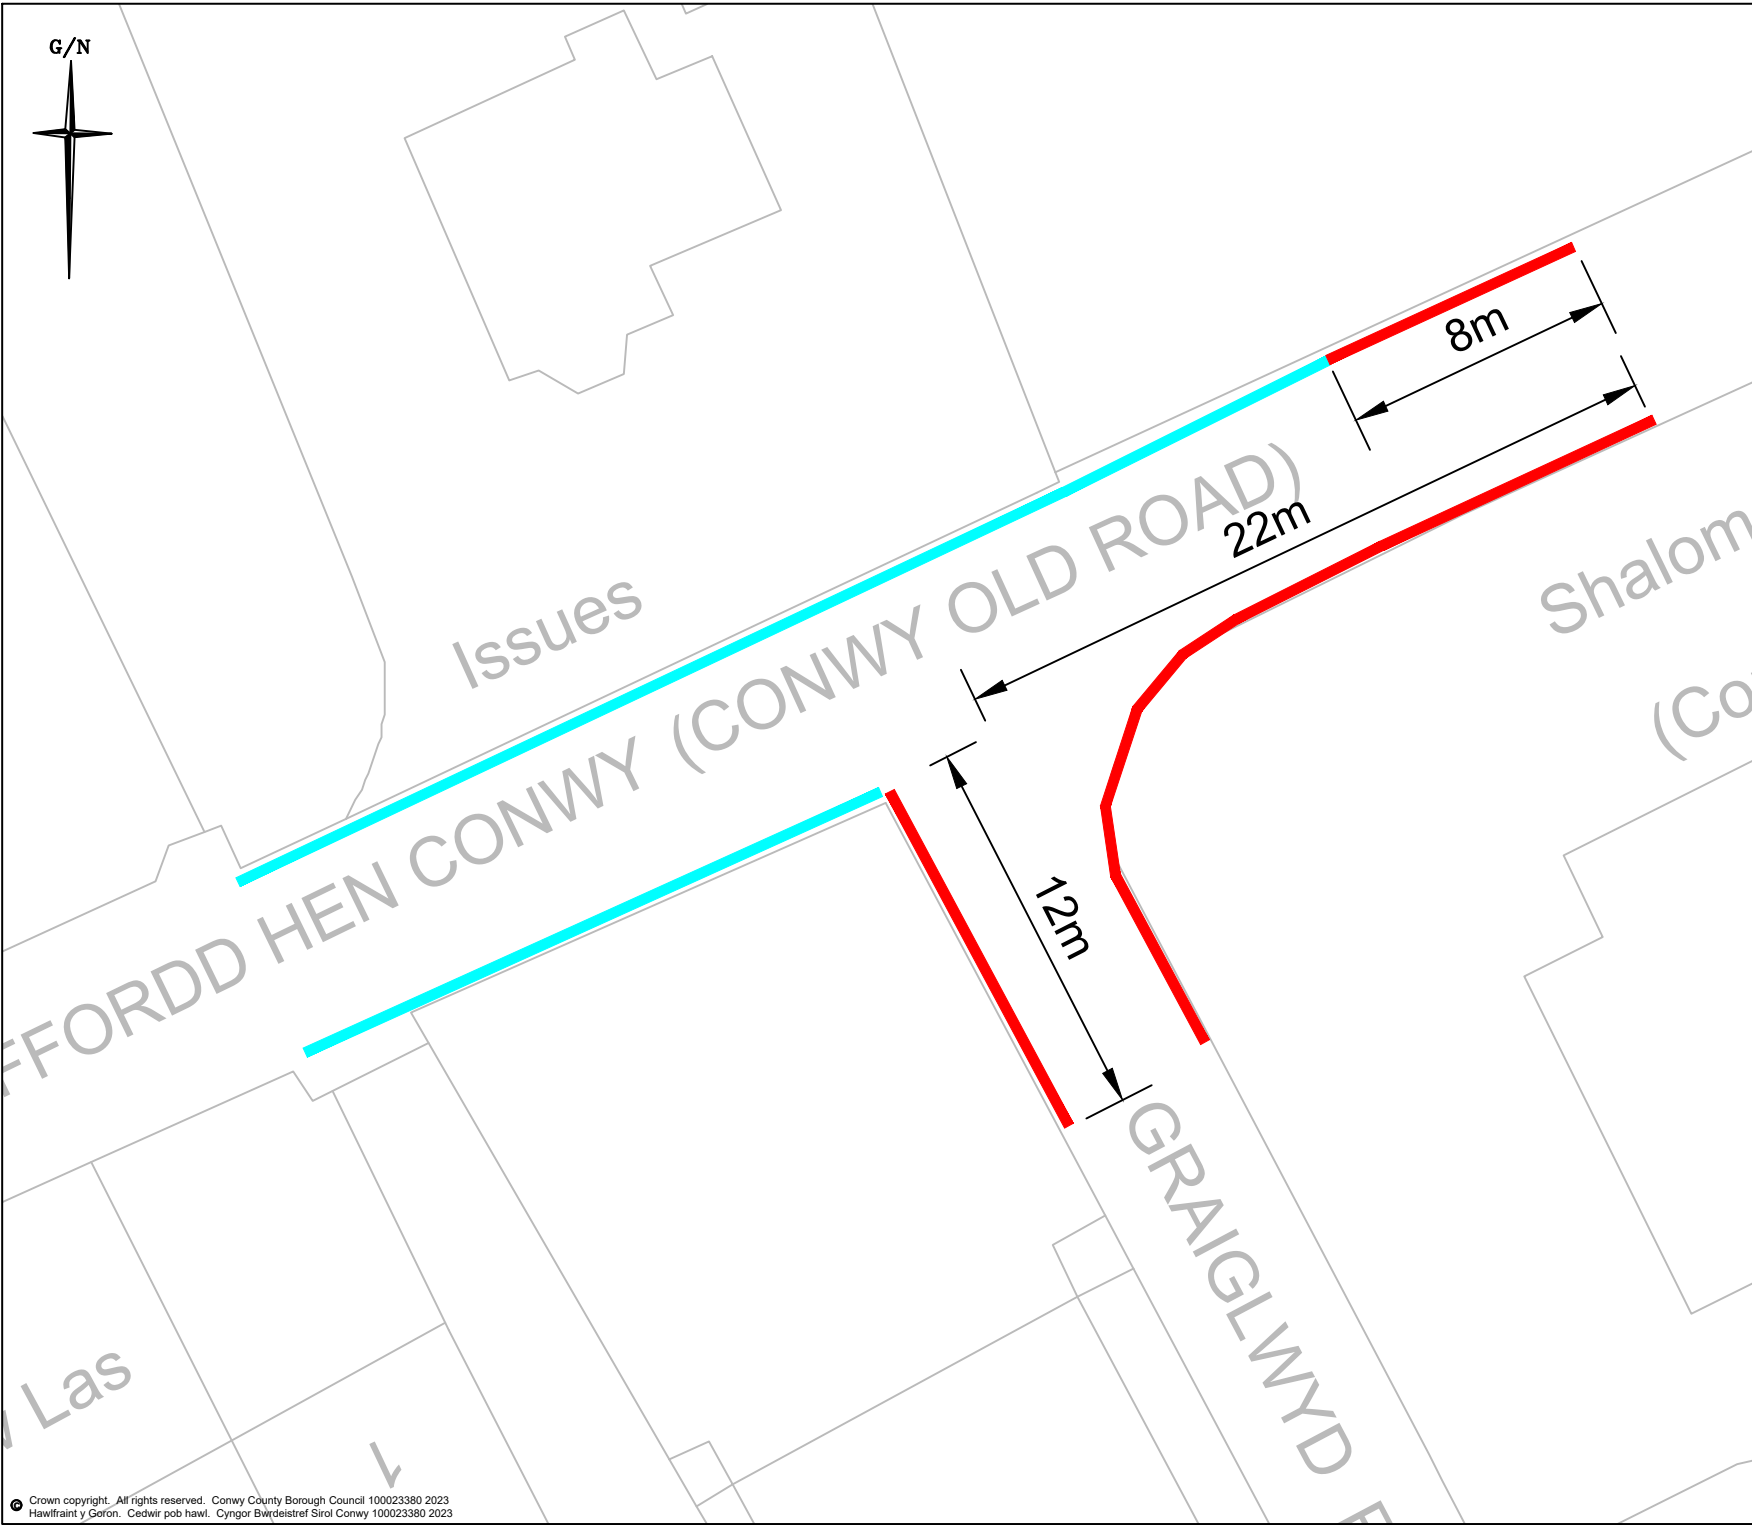 G/N
8m
22m
Issues
FFORDD HEN CONWY (CONWY OLD ROAD)
Shalom
(Co
12m
GRAIGLWYD
Las
1
© Crown copyright. All rights reserved. Conwy County Borough Council 100023380 2023
Hawlfraint y Goron. Cedwir pob hawl. Cyngor Bwrdeistref Sirol Conwy 100023380 2023